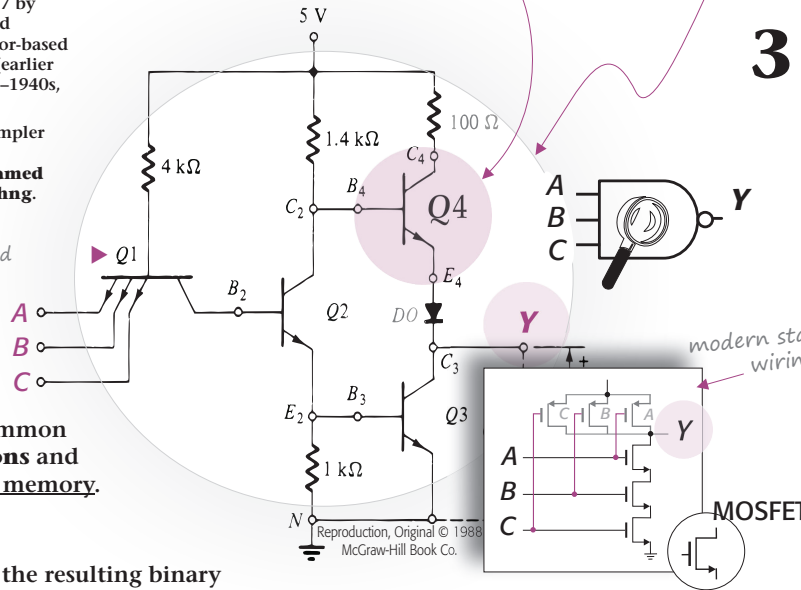 7 by
d
or-based
earlier
–1940s,
mpler
amed
hng.
d
mmon
ons and
memory.
the resulting binary
3
5 V
4 kΩ
1.4 kΩ
100 Ω
C4
B4
Q4
C2
E4
Q1
B2
Q2
DO
Y
C3
+
A
B
C
E2
B3
Q3
1 kΩ
N
Reproduction, Original © 1988
McGraw-Hill Book Co.
A
B
C
Y
modern sta
wirin
C B A
Y
A
B
C
MOSFET